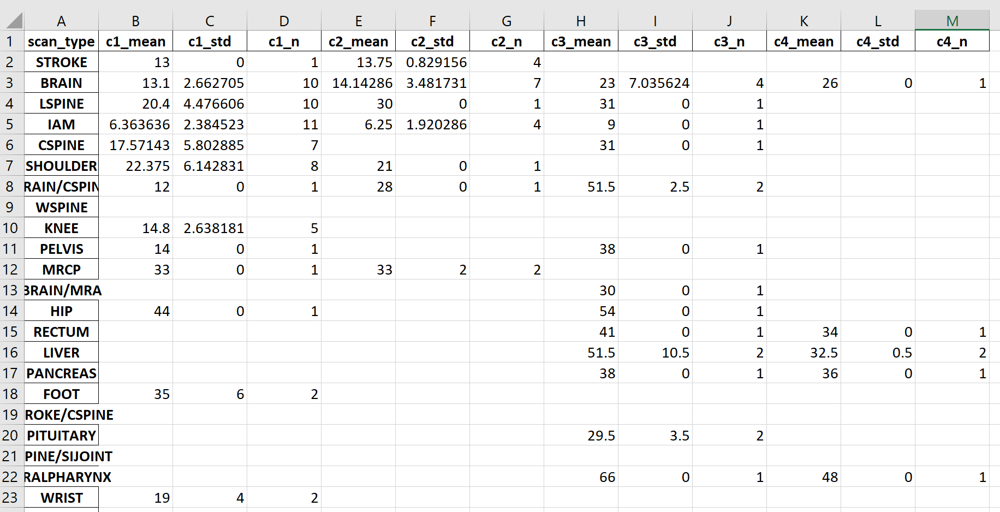 A B C D E F G H I J K L M
1 scan_type c1_mean c1_std c1_n c2_mean c2_std c2_n c3_mean c3_std c3_n c4_mean c4_std c4_n
2 STROKE 13 0 1 13.75 0.829156 4
3 BRAIN 13.1 2.662705 10 14.14286 3.481731 7 23 7.035624 4 26 0 1
4 LSPINE 20.4 4.476606 10 30 0 1 31 0 1
5 IAM 6.363636 2.384523 11 6.25 1.920286 4 9 0 1
6 CSPINE 17.57143 5.802885 7 31 0 1
7 SHOULDER 22.375 6.142831 8 21 0 1
8 RAIN/CSPIN 12 0 1 28 0 1 51.5 2.5 2
9 WSPINE
10 KNEE 14.8 2.638181 5
11 PELVIS 14 0 1 38 0 1
12 MRCP 33 0 1 33 2 2
13 BRAIN/MRA 30 0 1
14 HIP 44 0 1 54 0 1
15 RECTUM 41 0 1 34 0 1
16 LIVER 51.5 10.5 2 32.5 0.5 2
17 PANCREAS 38 0 1 36 0 1
18 FOOT 35 6 2
19 ROKE/CSPINE
20 PITUITARY 29.5 3.5 2
21 PINE/SIJOINT
22 RALPHARYNX 66 0 1 48 0 1
23 WRIST 19 4 2